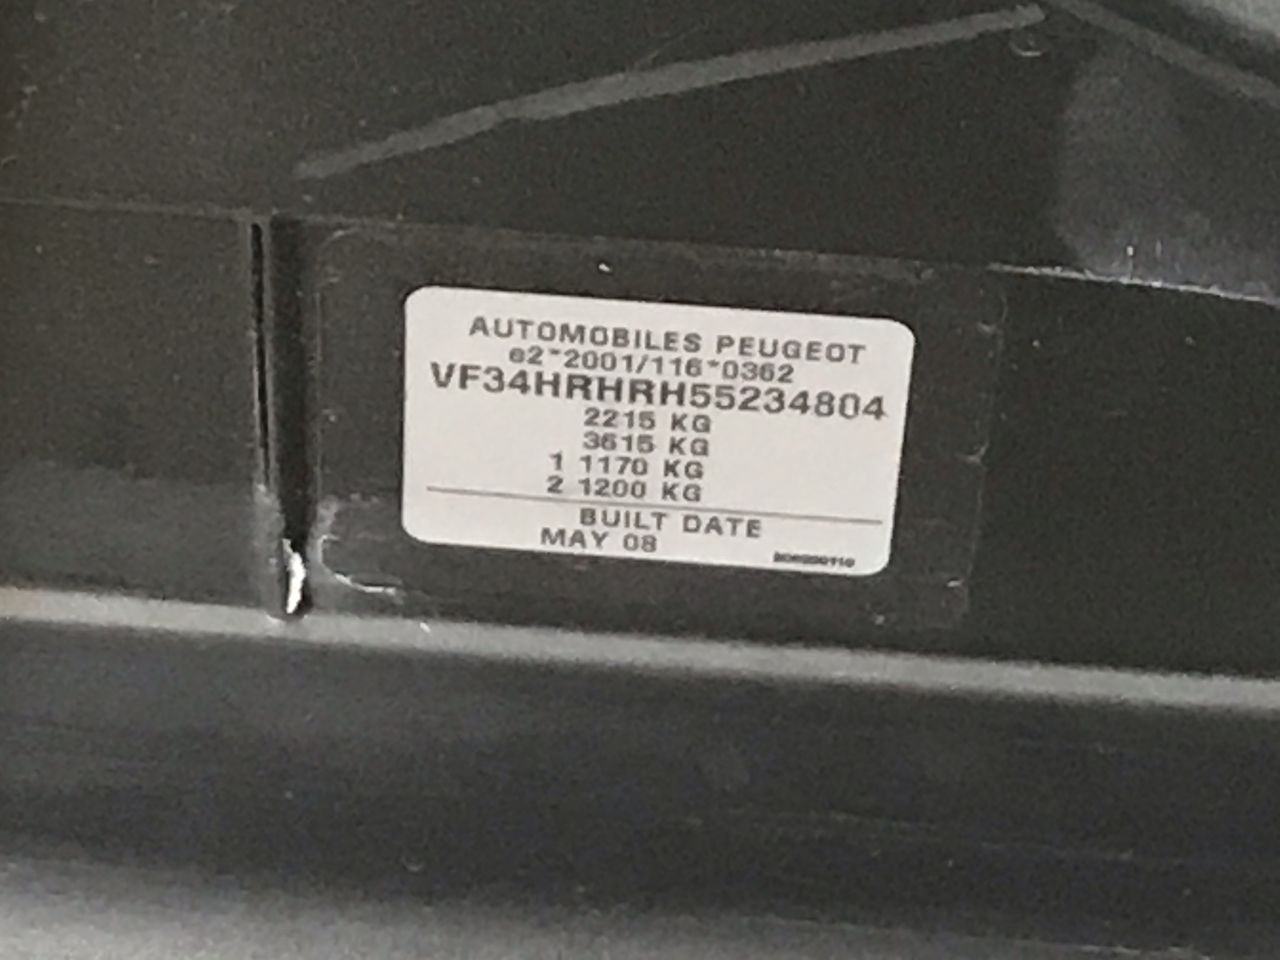 AUTOMOBILES PEUGEOT
e2*2001/116*0362
VF34HRHRH55234804
2215 KG
3615 KG
1 1170 KG
2 1200 KG
BUILT DATE
MAY 08